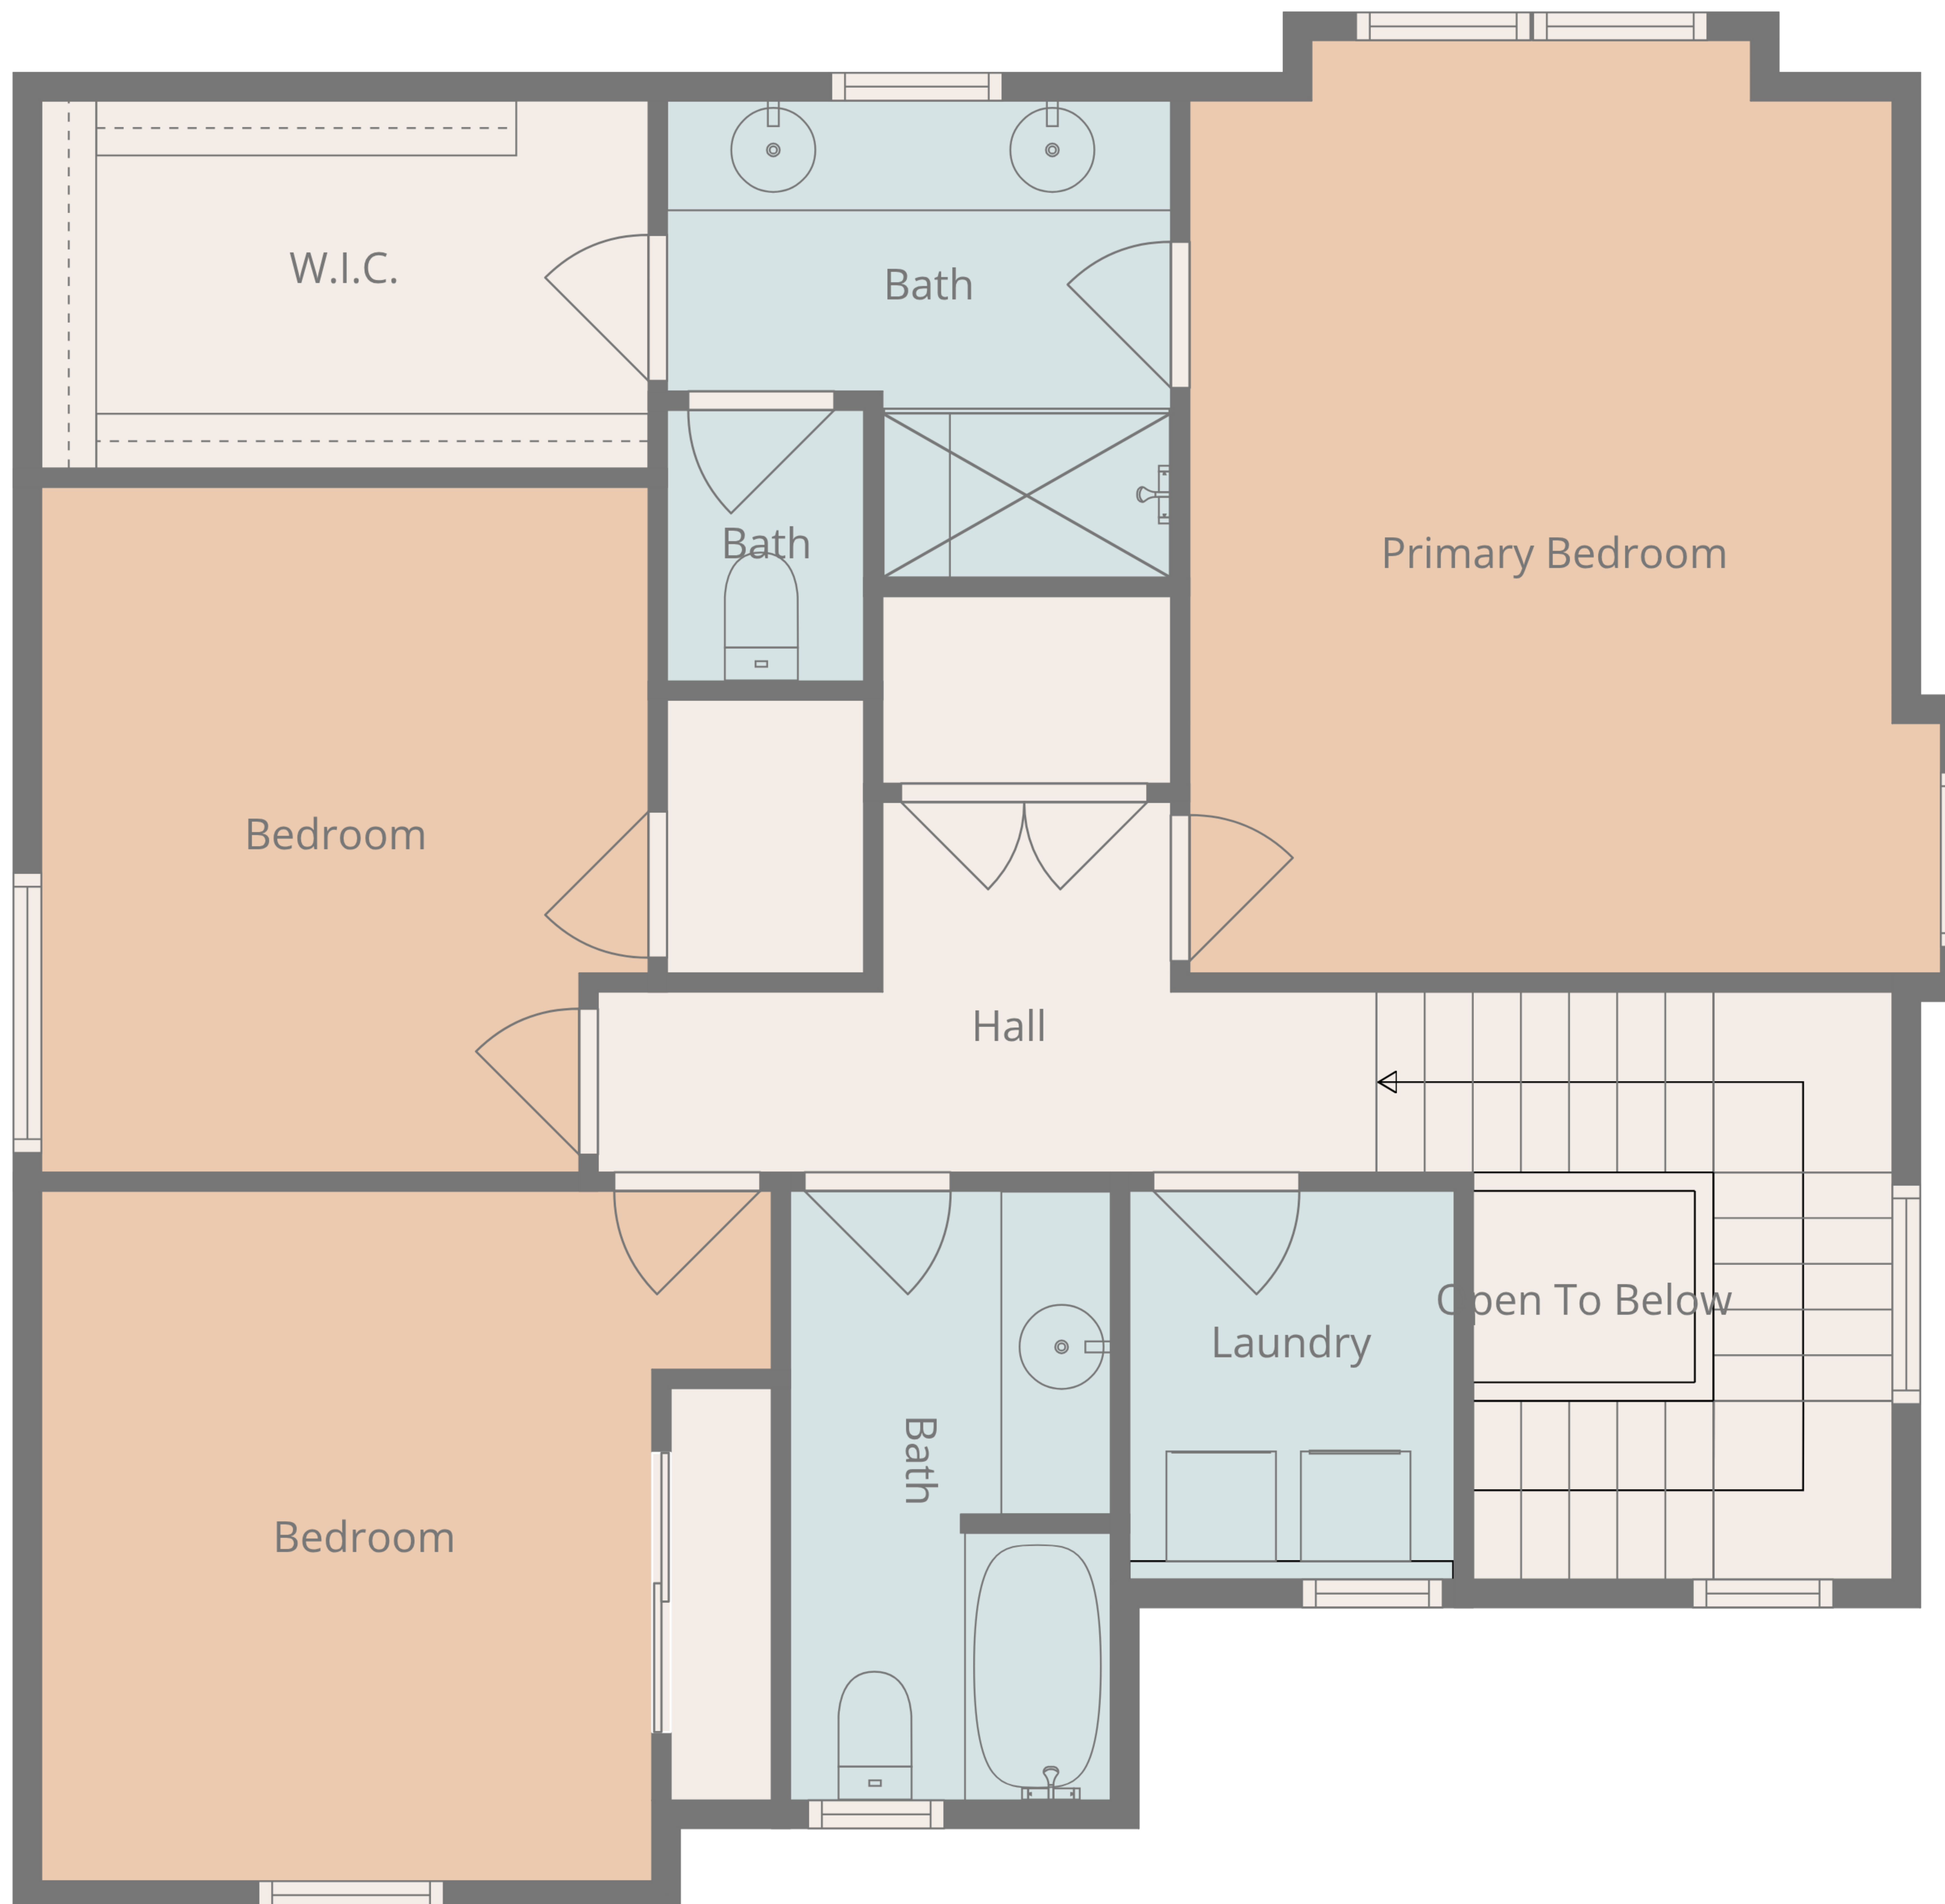 W.I.C.
Bath
Bath
Primary Bedroom
Bedroom
Hall
Open To Below
Laundry
Bath
Bedroom